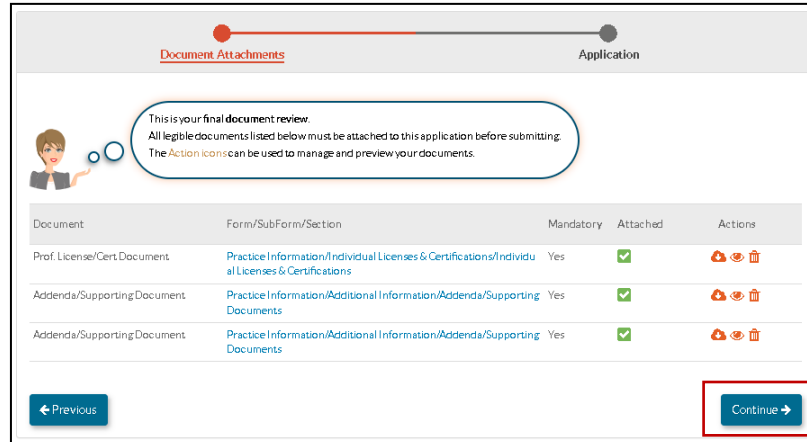 Document Attachments Application
This is your final document review.
All legible documents listed below must be attached to this application before submitting.
The Action icons can be used to manage and preview your documents.
Document Form/SubForm/Section Mandatory Attached Actions
Prof. License/Cert Document Practice Information/Individual Licenses & Certifications/Individu Yes
al Licenses & Certifications
Addenda/Supporting Document Practice Information/Additional Information/Addenda/Supporting Yes
Documents
Addenda/Supporting Document Practice Information/Additional Information/Addenda/Supporting Yes
Documents
← Previous Continue →